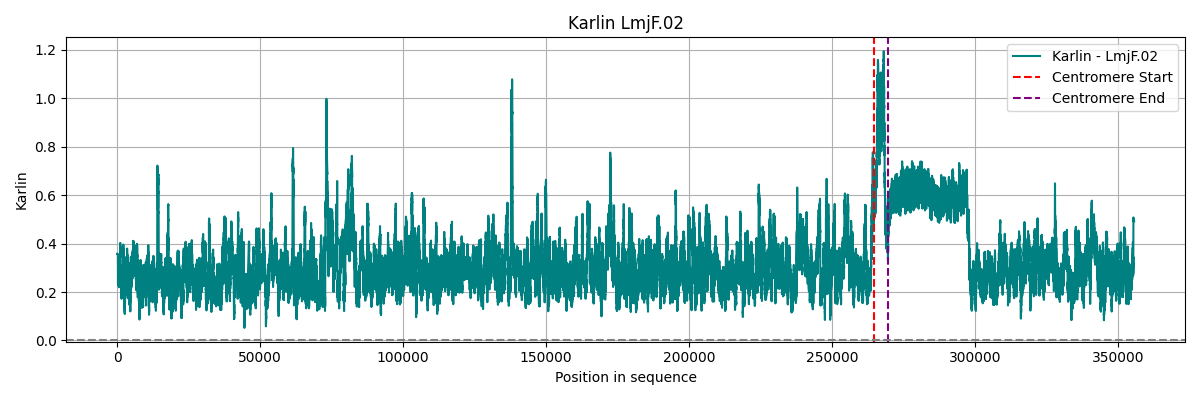 Karlin LmjF.02
Karlin
1.2
1.0
0.8
0.6
0.4
0.2
0.0
Karlin - LmjF.02
Centromere Start
Centromere End
0 50000 100000 150000 200000 250000 300000 350000
Position in sequence